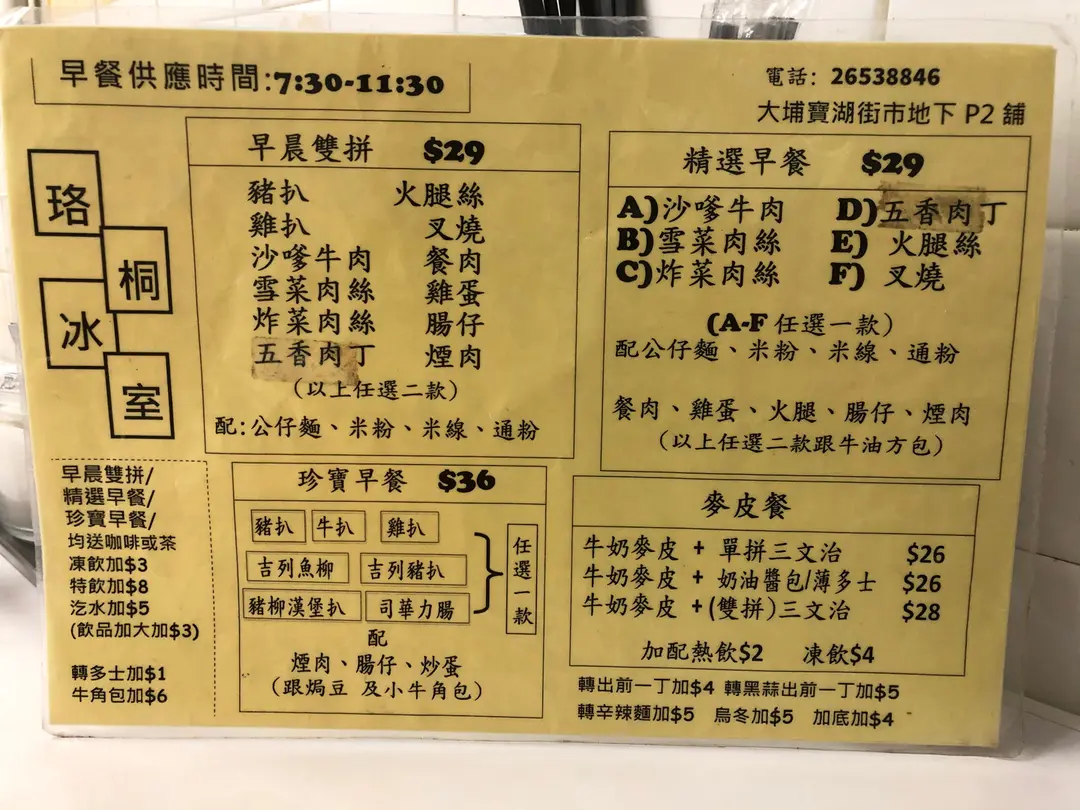 早餐供應時間:7:30-11:30
電話: 26538846
大埔寶湖街市地下 P2 舖
珞
桐
冰
室
早晨雙拼 $29
豬扒 火腿絲
雞扒 叉燒
沙嗲牛肉 餐肉
雪菜肉絲 雞蛋
炸菜肉絲 腸仔
五香肉丁 煙肉
(以上任選二款)
配:公仔麵、米粉、米線、通粉
精選早餐 $29
A)沙嗲牛肉 D)五香肉丁
B)雪菜肉絲 E) 火腿絲
C)炸菜肉絲 F) 叉燒
(A-F 任選一款)
配公仔麵、米粉、米線、通粉
餐肉、雞蛋、火腿、腸仔、煙肉
(以上任選二款跟牛油方包)
早晨雙拼/
精選早餐/
珍寶早餐/
均送咖啡或茶
凍飲加$3
特飲加$8
汔水加$5
(飲品加大加$3)
轉多士加$1
牛角包加$6
珍寶早餐 $36
豬扒 牛扒 雞扒
吉列魚柳 吉列豬扒
豬柳漢堡扒 司華力腸
任選一款
配
煙肉、腸仔、炒蛋
(跟焗豆 及小牛角包)
麥皮餐
牛奶麥皮 + 單拼三文治 $26
牛奶麥皮 + 奶油醬包/薄多士 $26
牛奶麥皮 +(雙拼)三文治 $28
加配熱飲$2 凍飲$4
轉出前一丁加$4 轉黑蒜出前一丁加$5
轉辛辣麵加$5 烏冬加$5 加底加$4